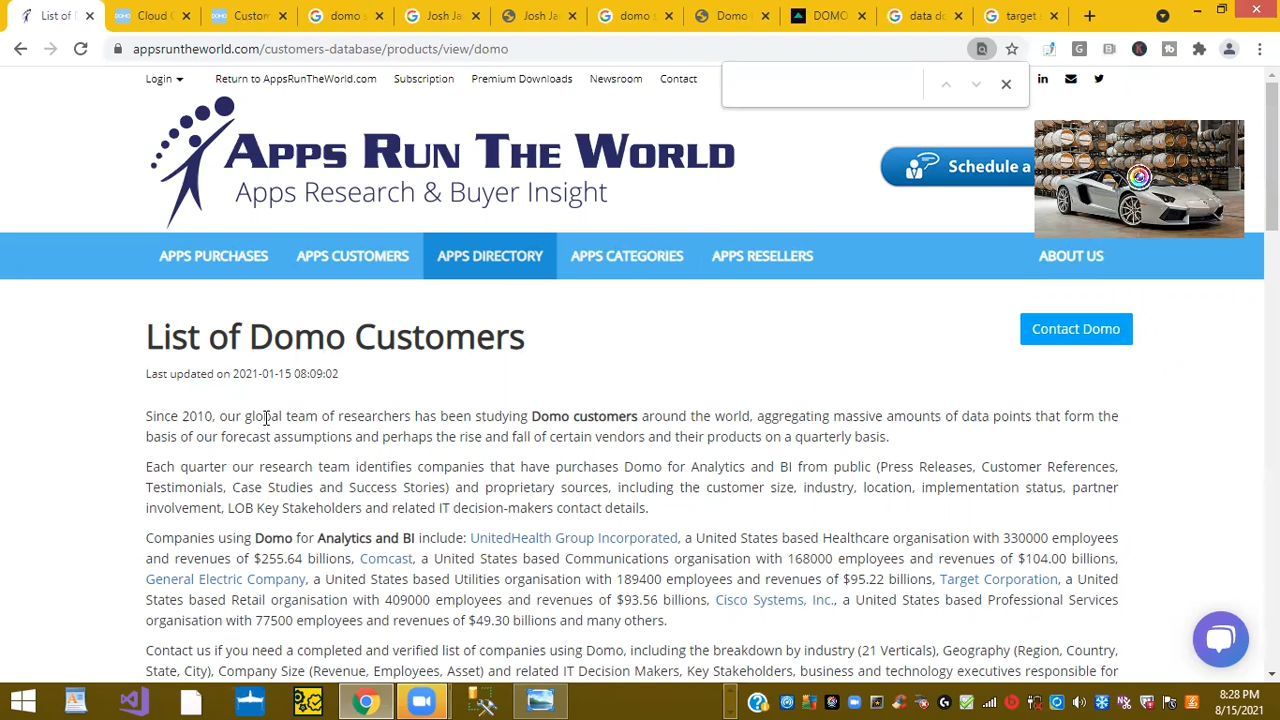 List of D
Cloud C
Custom
domo s
Josh Ja
Josh Ja
domo s
Domo
DOMO
data do
target
appsruntheworld.com/customers-database/products/view/domo
Login
Return to AppsRunTheWorld.com
Subscription
Premium Downloads
Newsroom
Contact
APPS RUN THE WORLD
Apps Research & Buyer Insight
Schedule a
APPS PURCHASES
APPS CUSTOMERS
APPS DIRECTORY
APPS CATEGORIES
APPS RESELLERS
ABOUT US
List of Domo Customers
Contact Domo
Last updated on 2021-01-15 08:09:02
Since 2010, our global team of researchers has been studying Domo customers around the world, aggregating massive amounts of data points that form the
basis of our forecast assumptions and perhaps the rise and fall of certain vendors and their products on a quarterly basis.
Each quarter our research team identifies companies that have purchases Domo for Analytics and BI from public (Press Releases, Customer References,
Testimonials, Case Studies and Success Stories) and proprietary sources, including the customer size, industry, location, implementation status, partner
involvement, LOB Key Stakeholders and related IT decision-makers contact details.
Companies using Domo for Analytics and BI include: UnitedHealth Group Incorporated, a United States based Healthcare organisation with 330000 employees
and revenues of $255.64 billions, Comcast, a United States based Communications organisation with 168000 employees and revenues of $104.00 billions,
General Electric Company, a United States based Utilities organisation with 189400 employees and revenues of $95.22 billions, Target Corporation, a United
States based Retail organisation with 409000 employees and revenues of $93.56 billions, Cisco Systems, Inc., a United States based Professional Services
organisation with 77500 employees and revenues of $49.30 billions and many others.
Contact us if you need a completed and verified list of companies using Domo, including the breakdown by industry (21 Verticals), Geography (Region, Country,
State, City), Company Size (Revenue, Employees, Asset) and related IT Decision Makers, Key Stakeholders, business and technology executives responsible for
8:28 PM
8/15/2021